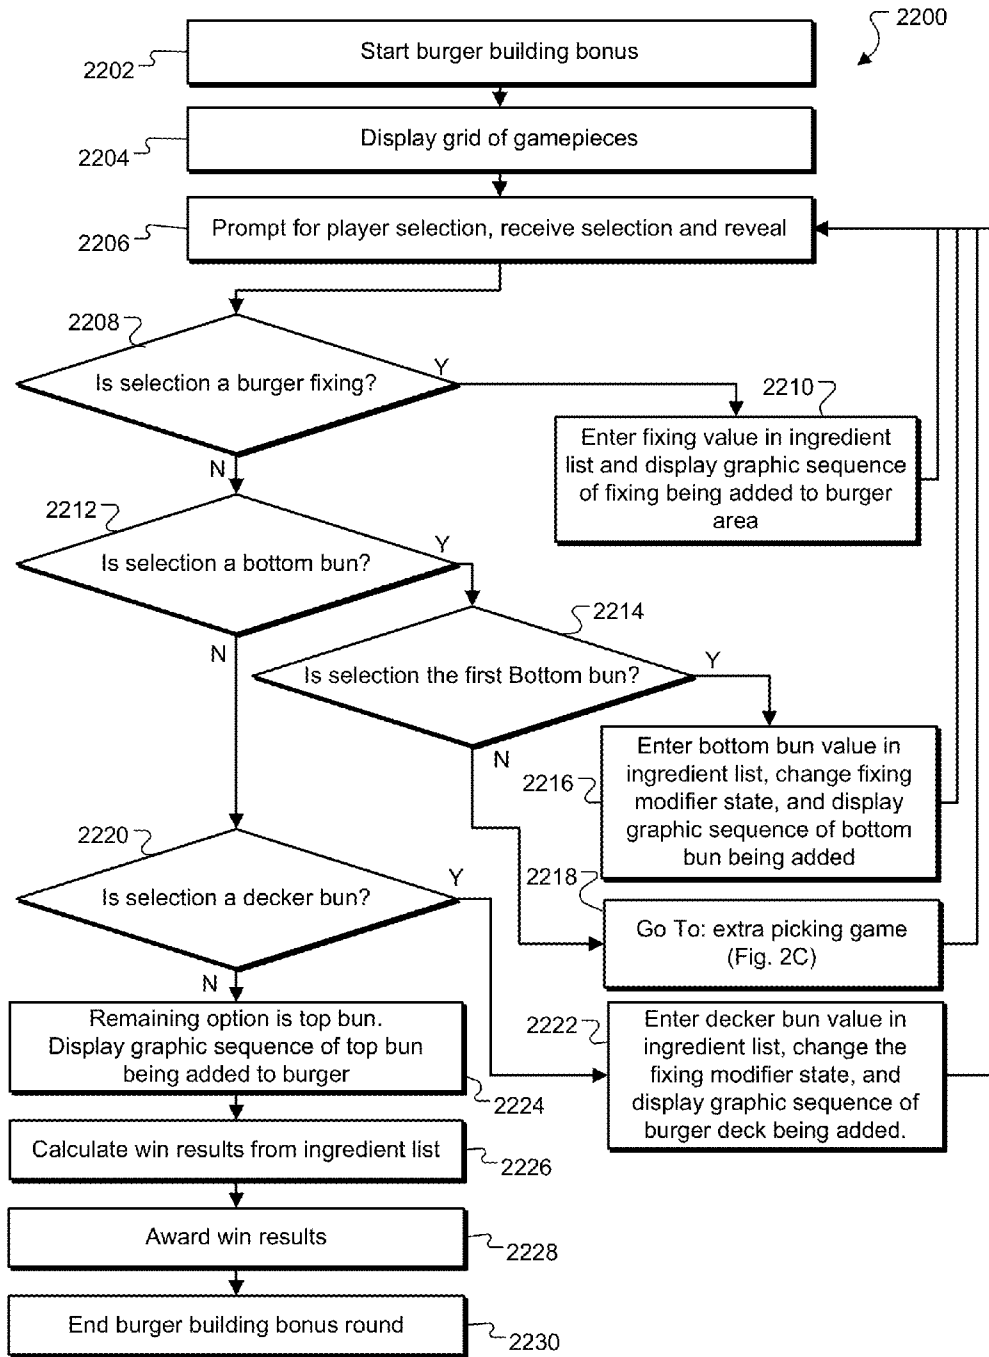 2200
Start burger building bonus
2202
Display grid of gamepieces
2204
Prompt for player selection, receive selection and reveal
2206
2208
Is selection a burger fixing?
Y
N
2210
Enter fixing value in ingredient
list and display graphic sequence
of fixing being added to burger
area
2212
Is selection a bottom bun?
Y
N
2214
Is selection the first Bottom bun?
Y
N
2216
Enter bottom bun value in
ingredient list, change fixing
modifier state, and display
graphic sequence of bottom
bun being added
2218
Go To: extra picking game
(Fig. 2C)
2220
Is selection a decker bun?
Y
N
2222
Enter decker bun value in
ingredient list, change the
fixing modifier state, and
display graphic sequence of
burger deck being added.
Remaining option is top bun.
Display graphic sequence of top bun
being added to burger
2224
Calculate win results from ingredient list
2226
Award win results
2228
End burger building bonus round
2230